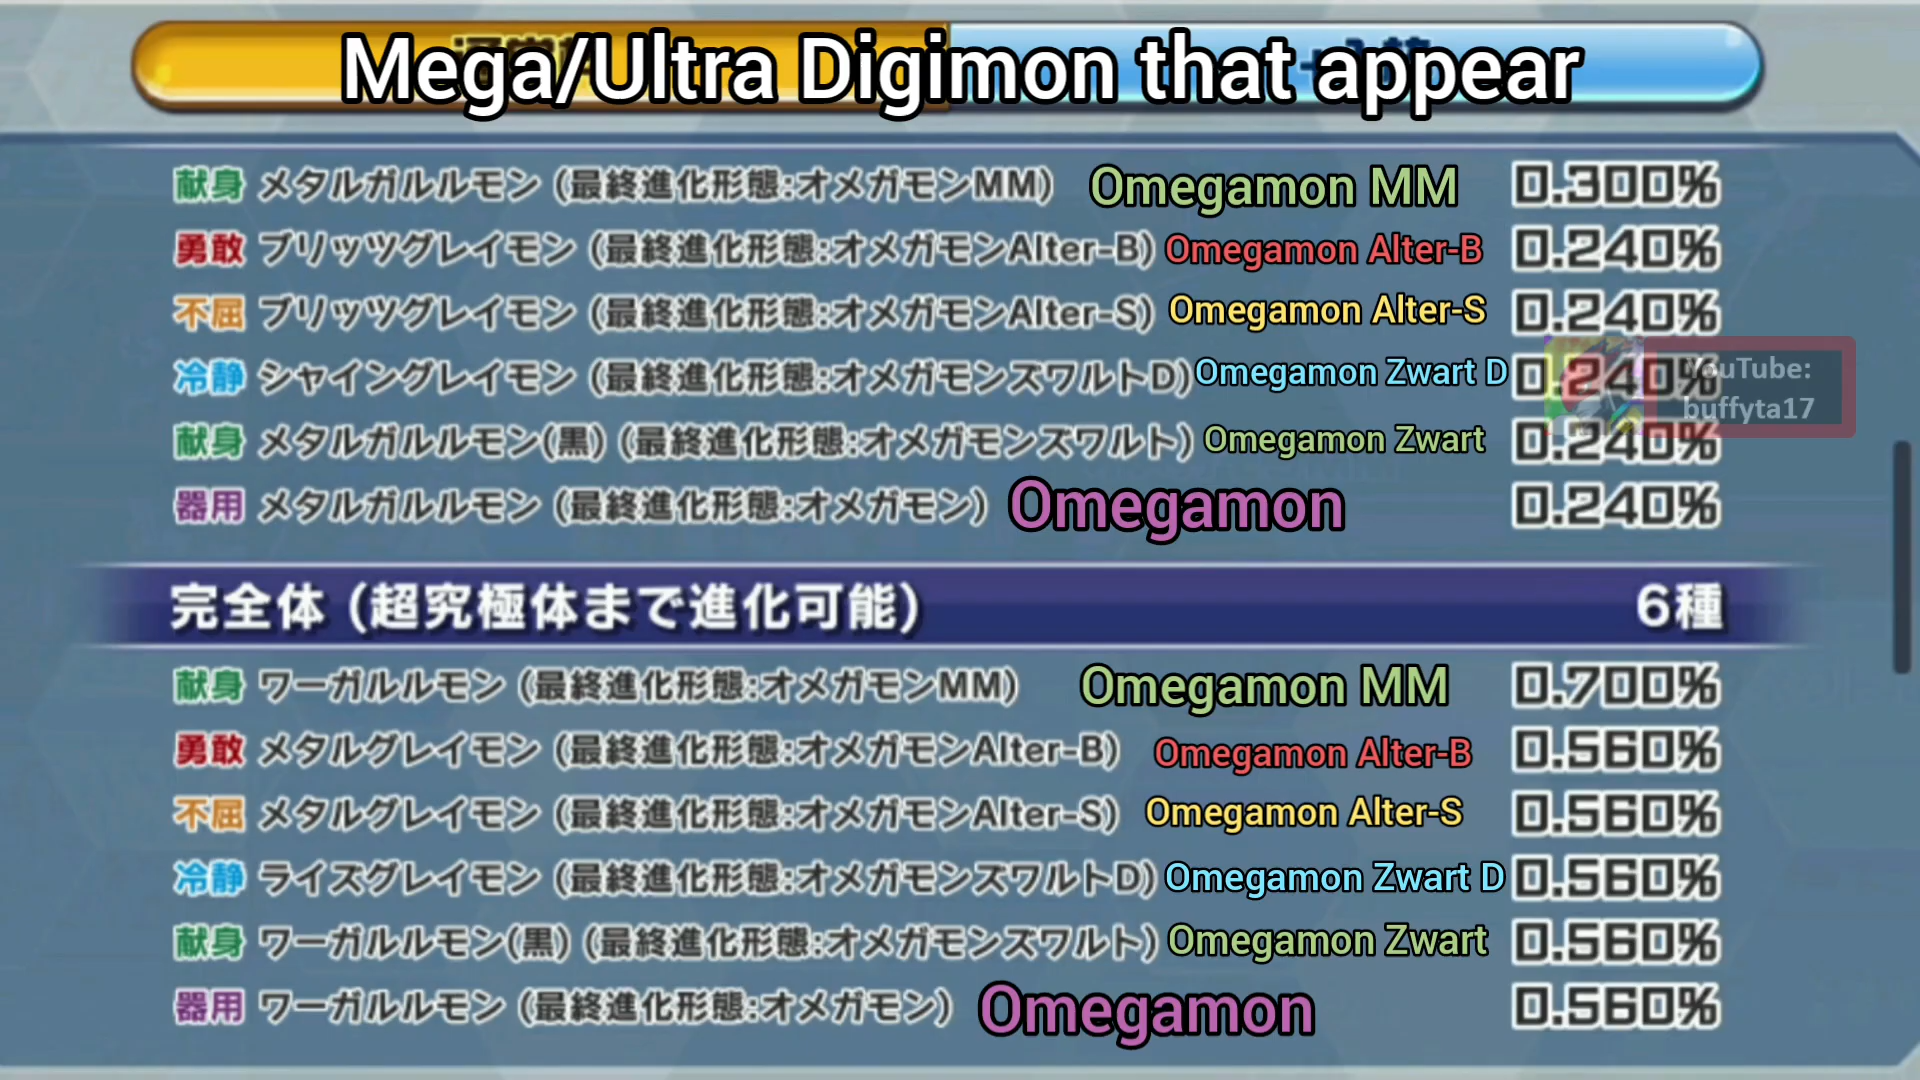 Mega/Ultra Digimon that appear
献身 メタルガルルモン (最終進化形態:オメガモンMM) Omegamon MM 0.300%
勇敢 ブリッツグレイモン (最終進化形態:オメガモンAlter-B) Omegamon Alter-B 0.240%
不屈 ブリッツグレイモン (最終進化形態:オメガモンAlter-S) Omegamon Alter-S 0.240%
冷静 シャイングレイモン (最終進化形態:オメガモンズワルトD) Omegamon Zwart D 0.240%
YouTube:
buffyta17
献身 メタルガルルモン(黒) (最終進化形態:オメガモンズワルト) Omegamon Zwart 0.240%
器用 メタルガルルモン (最終進化形態:オメガモン) Omegamon 0.240%
完全体 (超究極体まで進化可能) 6種
献身 ワーガルルモン (最終進化形態:オメガモンMM) Omegamon MM 0.700%
勇敢 メタルグレイモン (最終進化形態:オメガモンAlter-B) Omegamon Alter-B 0.560%
不屈 メタルグレイモン (最終進化形態:オメガモンAlter-S) Omegamon Alter-S 0.560%
冷静 ライズグレイモン (最終進化形態:オメガモンズワルトD) Omegamon Zwart D 0.560%
献身 ワーガルルモン(黒) (最終進化形態:オメガモンズワルト) Omegamon Zwart 0.560%
器用 ワーガルルモン (最終進化形態:オメガモン) Omegamon 0.560%